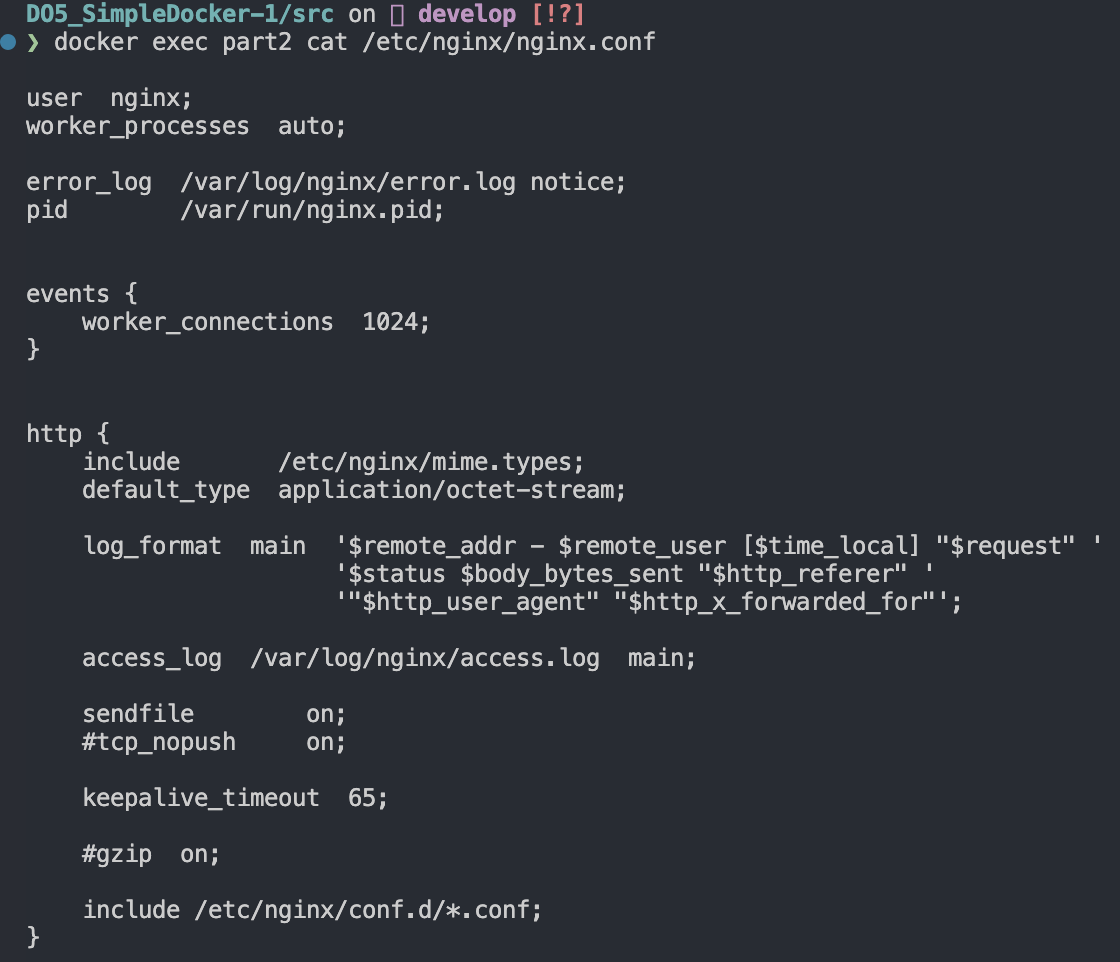 DO5_SimpleDocker-1/src on develop [!?]
❯ docker exec part2 cat /etc/nginx/nginx.conf
user  nginx;
worker_processes  auto;
error_log  /var/log/nginx/error.log notice;
pid        /var/run/nginx.pid;
events {
    worker_connections  1024;
}
http {
    include       /etc/nginx/mime.types;
    default_type  application/octet-stream;
    log_format  main  '$remote_addr - $remote_user [$time_local] "$request" '
                      '$status $body_bytes_sent "$http_referer" '
                      '"$http_user_agent" "$http_x_forwarded_for"';
    access_log  /var/log/nginx/access.log  main;
    sendfile        on;
    #tcp_nopush     on;
    keepalive_timeout  65;
    #gzip  on;
    include /etc/nginx/conf.d/*.conf;
}